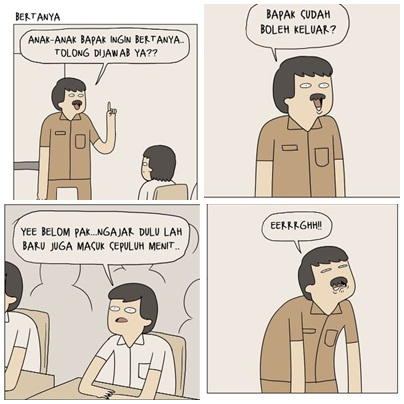 BERTANYA
ANAK-ANAK BAPAK INGIN BERTANYA..
TOLONG DIJAWAB YA??
BAPAK SUDAH
BOLEH KELUAR?
YEE BELOM PAK...NGAJAR DULU LAH
BARU JUGA MASUK SEPULUH MENIT..
EERRRGHH!!